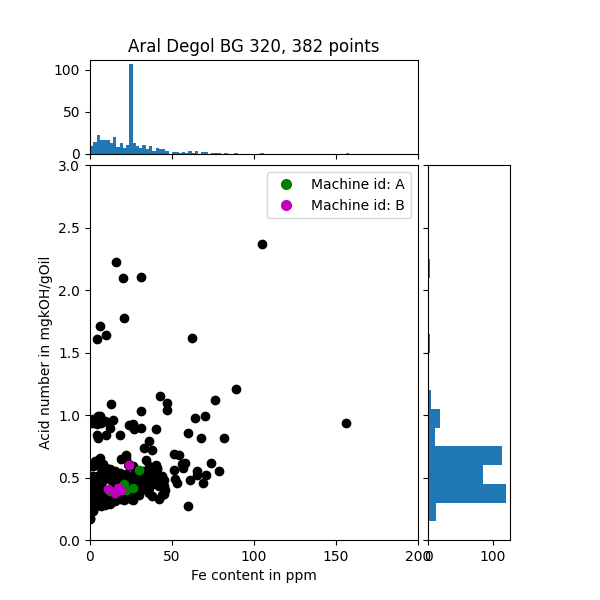 Aral Degol BG 320, 382 points
100
50
0
3.0
2.5
2.0
1.5
1.0
0.5
0.0
Acid number in mgkOH/gOil
Machine id: A
Machine id: B
0 50 100 150 200
0 100
Fe content in ppm